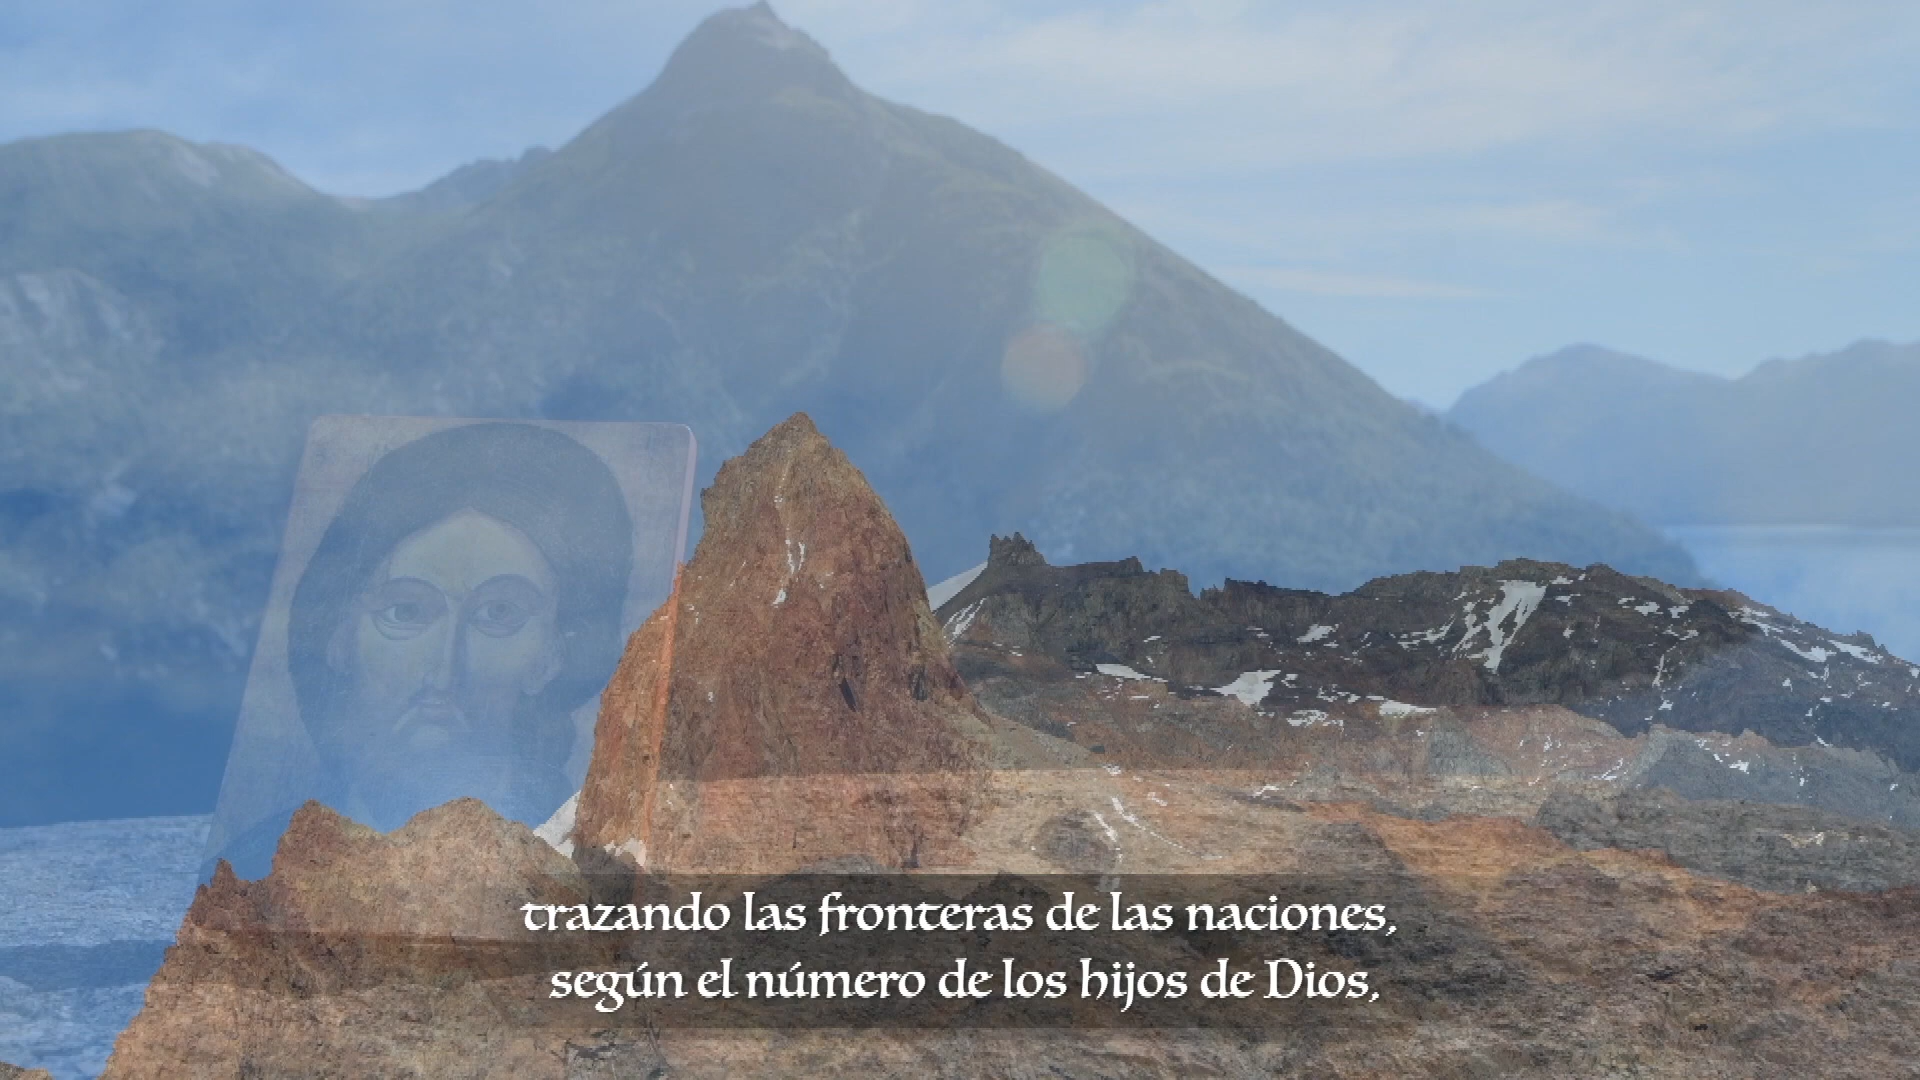 trazando las fronteras de las naciones,
según el número de los hijos de Dios,